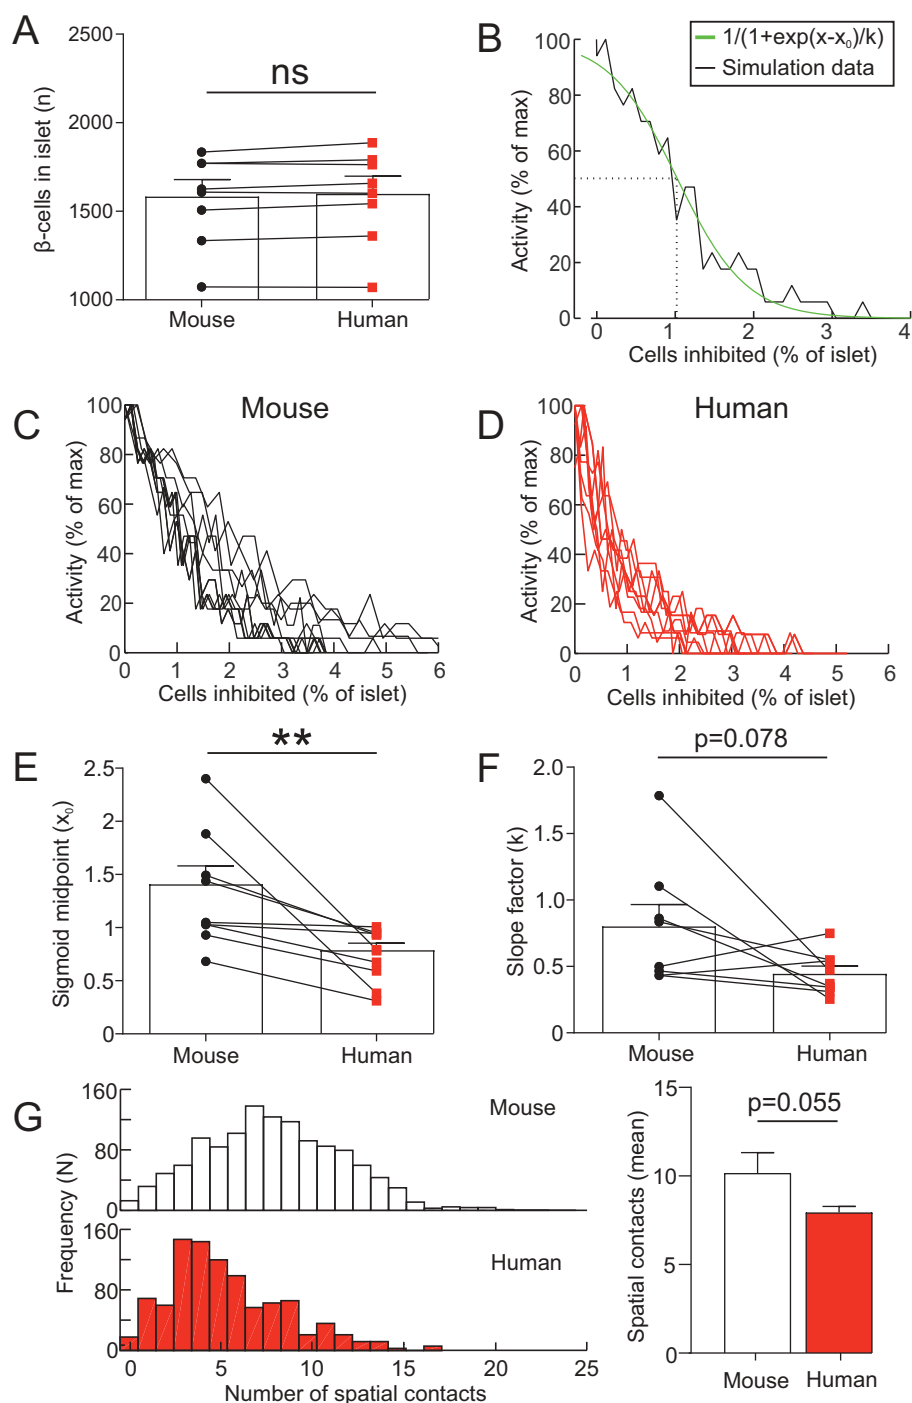 A
β-cells in islet (n)
2500
2000
1500
1000
ns
Mouse
Human
B
1/(1+exp(x-x₀)/k)
Simulation data
Activity (% of max)
100
80
60
40
20
0
0
1
2
3
4
Cells inhibited (% of islet)
C
Mouse
Activity (% of max)
100
80
60
40
20
0
0
1
2
3
4
5
6
Cells inhibited (% of islet)
D
Human
Activity (% of max)
100
80
60
40
20
0
0
1
2
3
4
5
6
Cells inhibited (% of islet)
E
**
Sigmoid midpoint (x₀)
2.5
2
1.5
1
0.5
0
Mouse
Human
F
p=0.078
Slope factor (k)
2.0
1.5
1.0
0.5
0
Mouse
Human
G
Frequency (N)
160
80
0
Mouse
160
80
0
Human
0
5
10
15
20
25
Number of spatial contacts
Spatial contacts (mean)
15
10
5
0
p=0.055
Mouse
Human